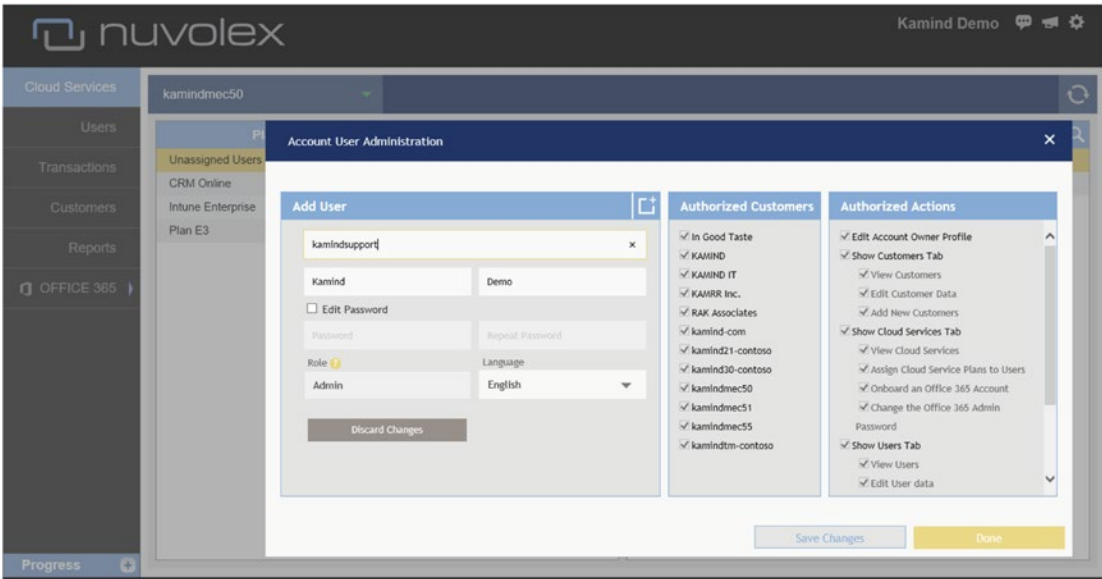 nuvolex
Kamind Demo
Cloud Services
Users
Transactions
Customers
Reports
OFFICE 365
Progress
kamindmec50
Unassigned Users
CRM Online
Intune Enterprise
Plan E3
Account User Administration
Add User
kamindsupport
Kamind
Demo
Edit Password
Password
Repeat Password
Role
Language
Admin
English
Discard Changes
Authorized Customers
In Good Taste
KAMIND
KAMIND IT
KAMRR Inc.
RAK Associates
kamind-com
kamind21-contoso
kamind30-contoso
kamindmec50
kamindmec51
kamindmec55
kamindtm-contoso
Authorized Actions
Edit Account Owner Profile
Show Customers Tab
View Customers
Edit Customer Data
Add New Customers
Show Cloud Services Tab
View Cloud Services
Assign Cloud Service Plans to Users
Onboard an Office 365 Account
Change the Office 365 Admin
Password
Show Users Tab
View Users
Edit User data
Save Changes
Done